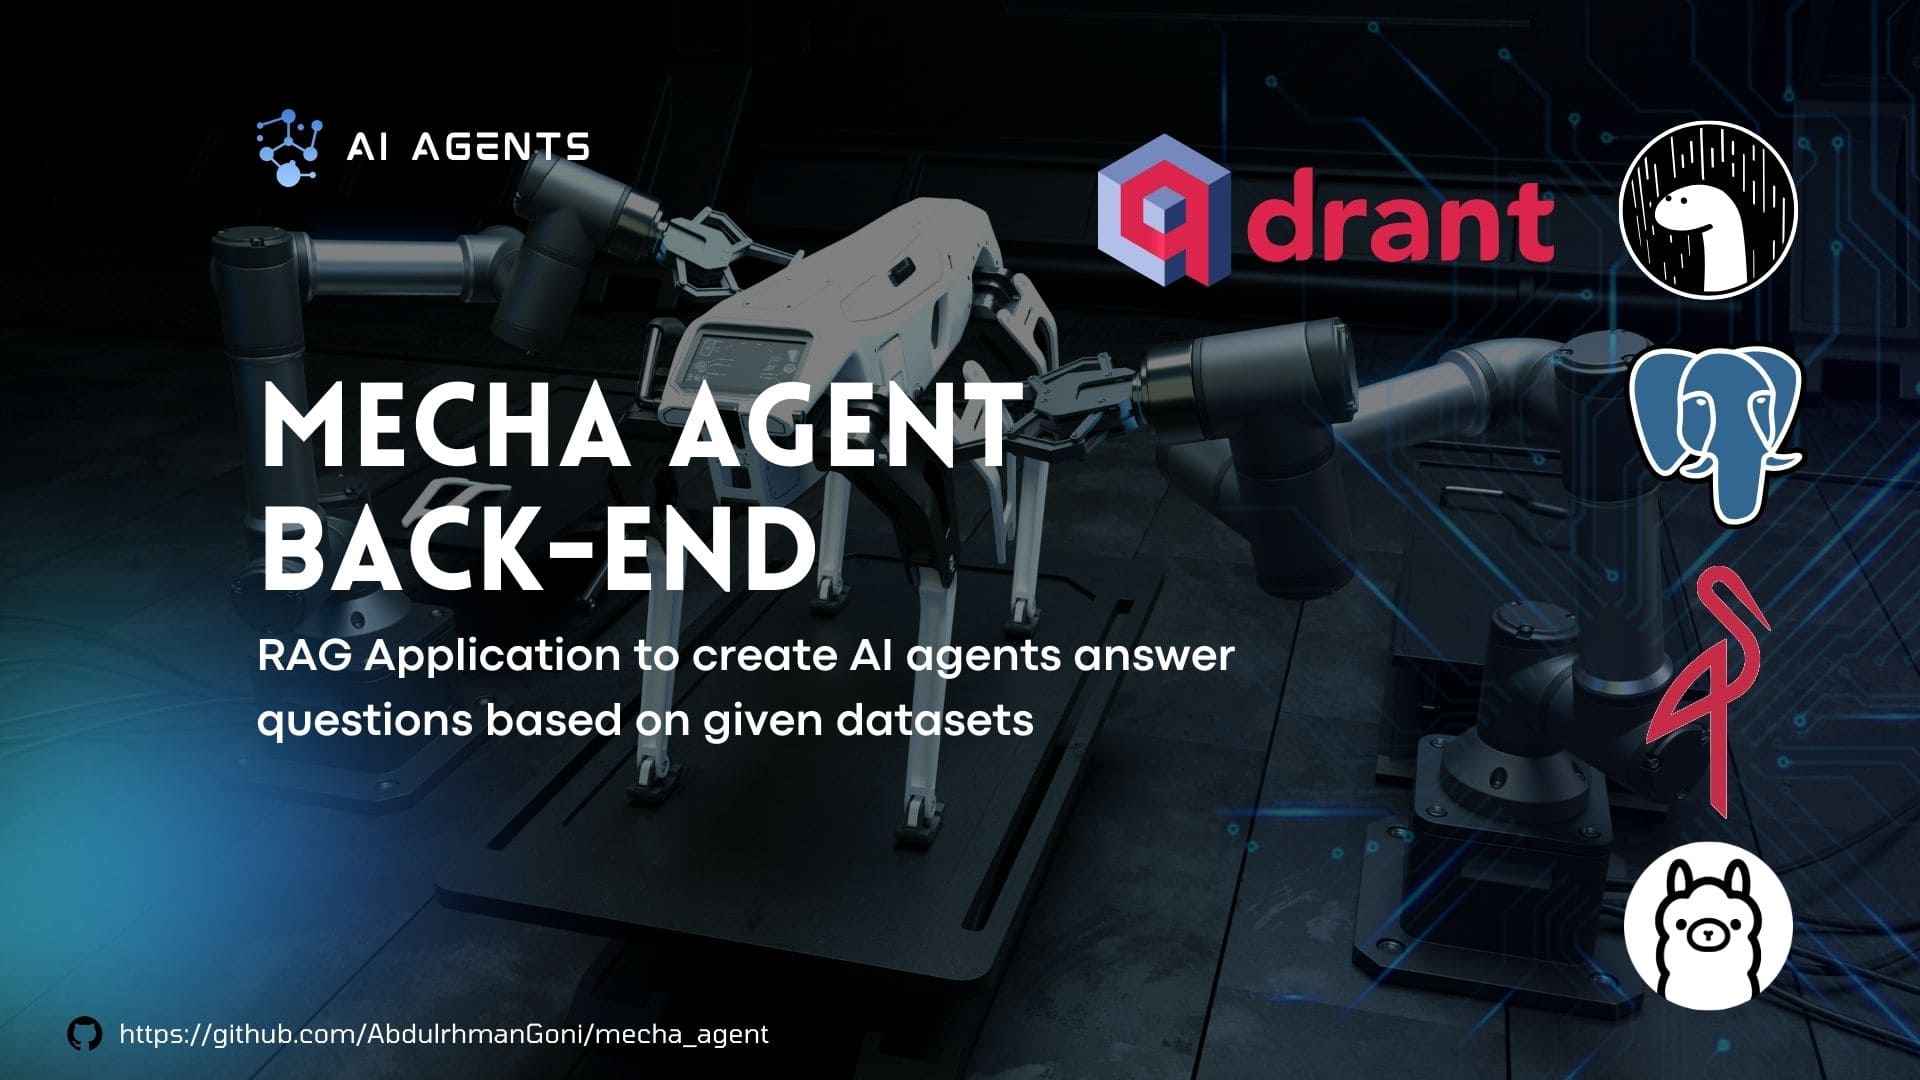 AI AGENTS
qdrant
MECHA AGENT
BACK-END
RAG Application to create AI agents answer
questions based on given datasets
https://github.com/AbdulrhmanGoni/mecha_agent